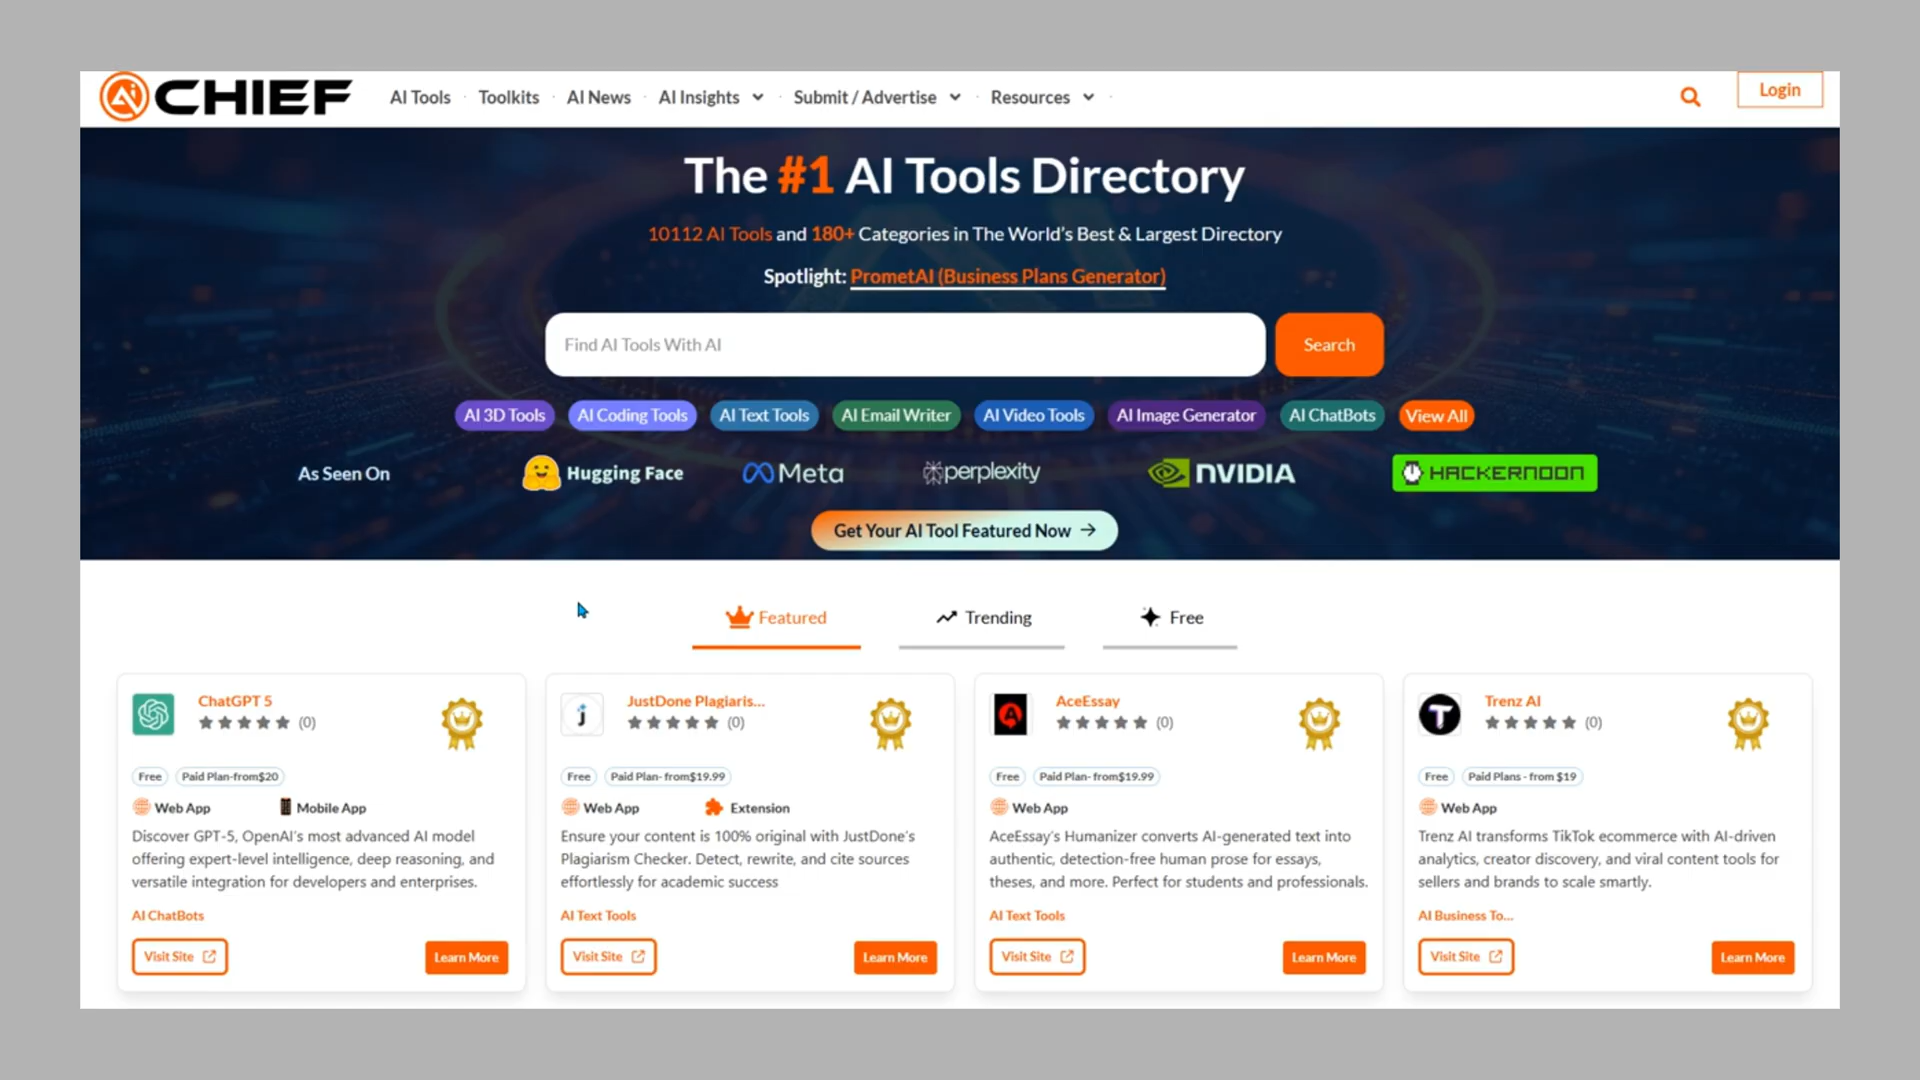 Ai CHIEF
AI Tools
Toolkits
AI News
AI Insights
Submit / Advertise
Resources
Login
The #1 AI Tools Directory
10112 AI Tools and 180+ Categories in The World's Best & Largest Directory
Spotlight: PrometAI (Business Plans Generator)
Find AI Tools With AI
Search
AI 3D Tools
AI Coding Tools
AI Text Tools
AI Email Writer
AI Video Tools
AI Image Generator
AI ChatBots
View All
As Seen On
Hugging Face
Meta
perplexity
NVIDIA
HACKERNOON
Get Your AI Tool Featured Now →
Featured
Trending
Free
ChatGPT 5
(0)
Free
Paid Plan-from$20
Web App
Mobile App
Discover GPT-5, OpenAI's most advanced AI model
offering expert-level intelligence, deep reasoning, and
versatile integration for developers and enterprises.
AI ChatBots
Visit Site
Learn More
j
JustDone Plagiaris...
(0)
Free
Paid Plan- from$19.99
Web App
Extension
Ensure your content is 100% original with JustDone's
Plagiarism Checker. Detect, rewrite, and cite sources
effortlessly for academic success
AI Text Tools
Visit Site
Learn More
A
AceEssay
(0)
Free
Paid Plan- from$19.99
Web App
AceEssay's Humanizer converts AI-generated text into
authentic, detection-free human prose for essays,
theses, and more. Perfect for students and professionals.
AI Text Tools
Visit Site
Learn More
T
Trenz AI
(0)
Free
Paid Plans - from $19
Web App
Trenz AI transforms TikTok ecommerce with AI-driven
analytics, creator discovery, and viral content tools for
sellers and brands to scale smartly.
AI Business To...
Visit Site
Learn More